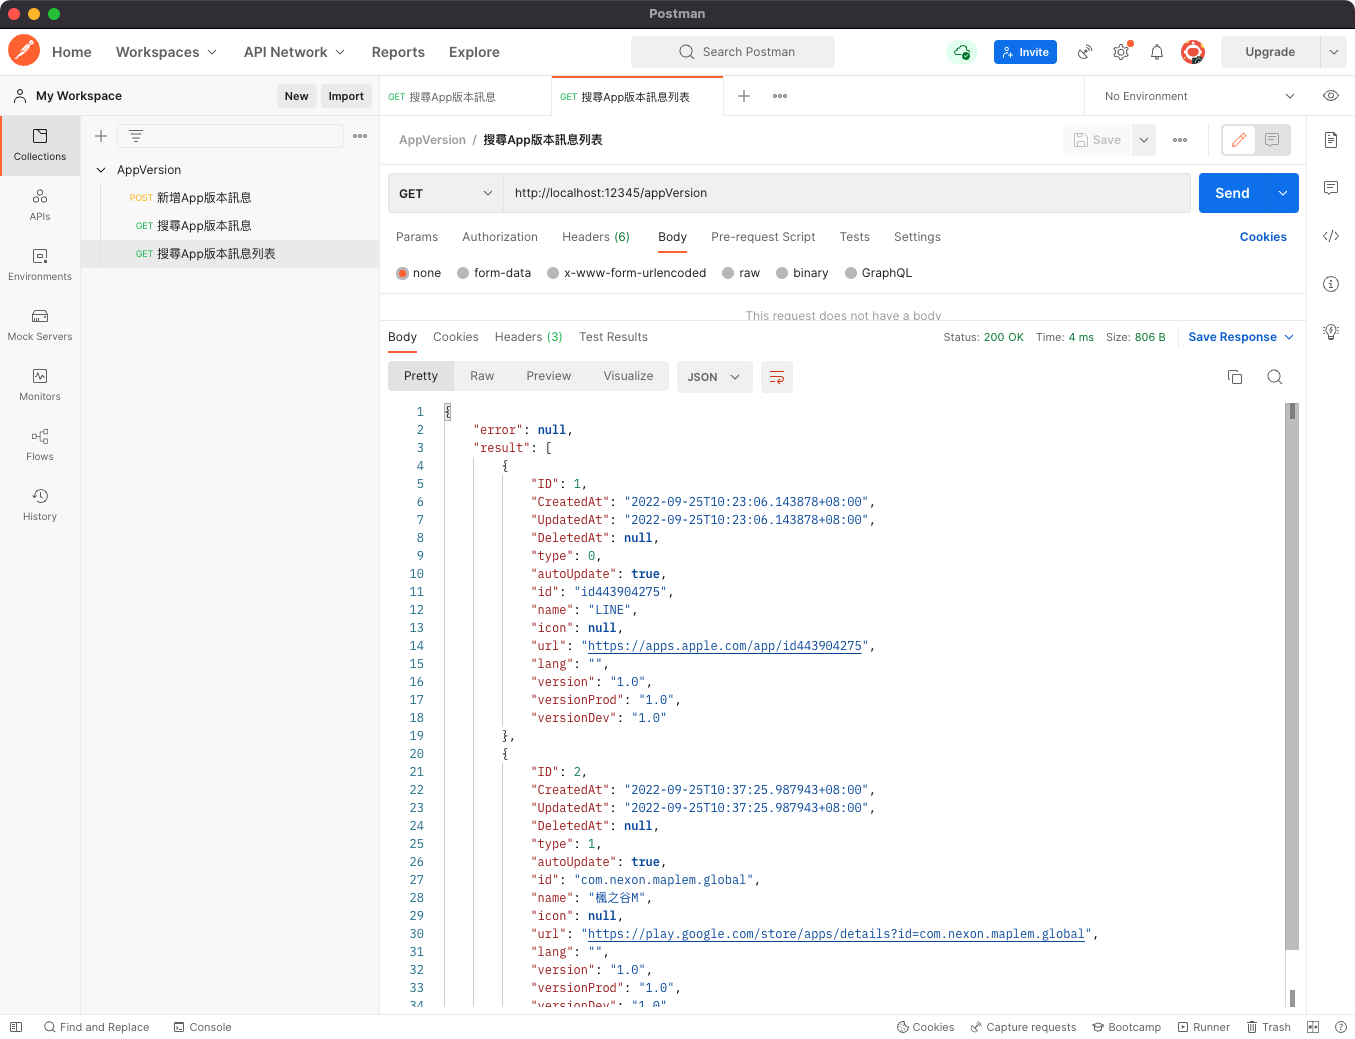 Postman
Home
Workspaces
API Network
Reports
Explore
Search Postman
Invite
Upgrade
My Workspace
New
Import
GET 搜尋App版本訊息
GET 搜尋App版本訊息列表
No Environment
Collections
APIs
Environments
Mock Servers
Monitors
Flows
History
AppVersion
POST 新增App版本訊息
GET 搜尋App版本訊息
GET 搜尋App版本訊息列表
AppVersion / 搜尋App版本訊息列表
Save
GET
http://localhost:12345/appVersion
Send
Params
Authorization
Headers (6)
Body
Pre-request Script
Tests
Settings
Cookies
none
form-data
x-www-form-urlencoded
raw
binary
GraphQL
This request does not have a body
Body
Cookies
Headers (3)
Test Results
Status: 200 OK
Time: 4 ms
Size: 806 B
Save Response
Pretty
Raw
Preview
Visualize
JSON
1 {
2 "error": null,
3 "result": [
4 {
5 "ID": 1,
6 "CreatedAt": "2022-09-25T10:23:06.143878+08:00",
7 "UpdatedAt": "2022-09-25T10:23:06.143878+08:00",
8 "DeletedAt": null,
9 "type": 0,
10 "autoUpdate": true,
11 "id": "id443904275",
12 "name": "LINE",
13 "icon": null,
14 "url": "https://apps.apple.com/app/id443904275",
15 "lang": "",
16 "version": "1.0",
17 "versionProd": "1.0",
18 "versionDev": "1.0"
19 },
20 {
21 "ID": 2,
22 "CreatedAt": "2022-09-25T10:37:25.987943+08:00",
23 "UpdatedAt": "2022-09-25T10:37:25.987943+08:00",
24 "DeletedAt": null,
25 "type": 1,
26 "autoUpdate": true,
27 "id": "com.nexon.maplem.global",
28 "name": "楓之谷M",
29 "icon": null,
30 "url": "https://play.google.com/store/apps/details?id=com.nexon.maplem.global",
31 "lang": "",
32 "version": "1.0",
33 "versionProd": "1.0",
34 "versionDev": "1.0"
Find and Replace
Console
Cookies
Capture requests
Bootcamp
Runner
Trash